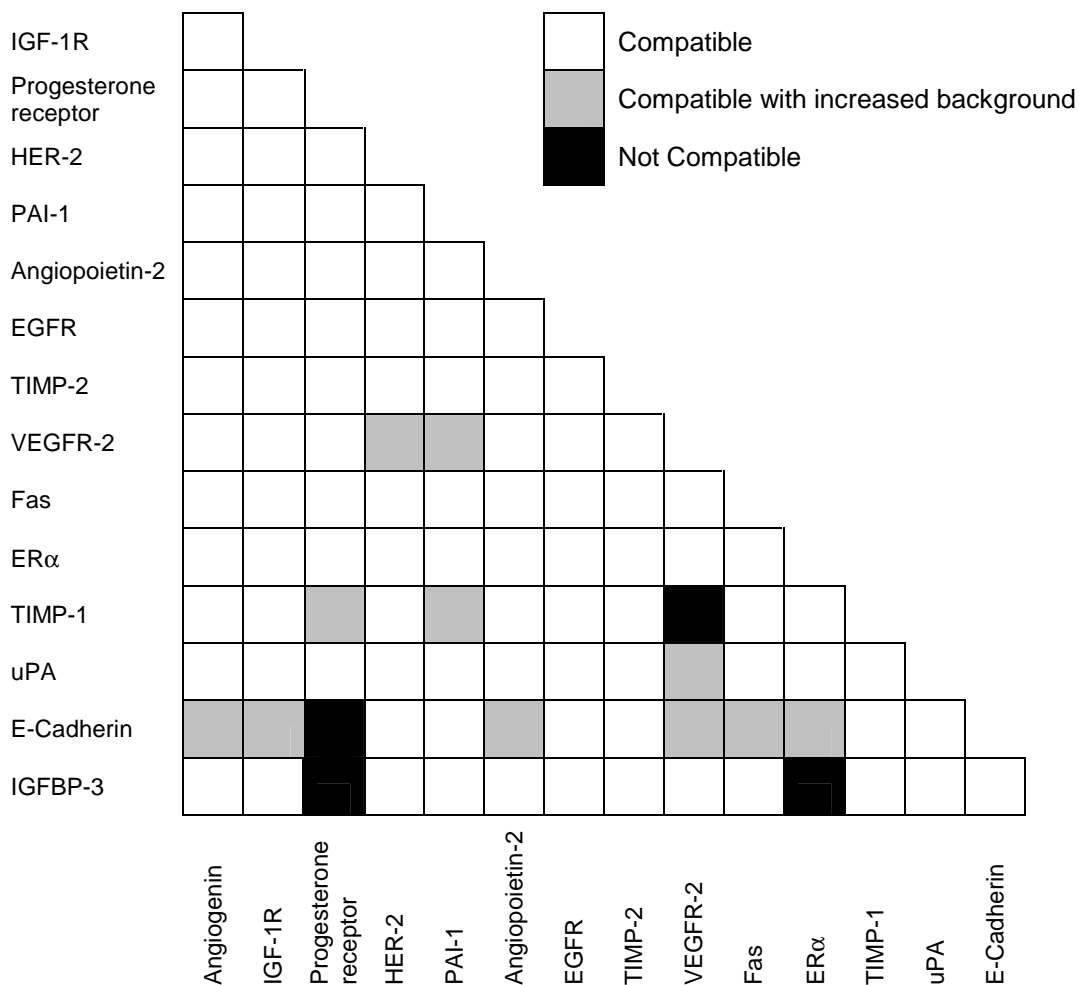 IGF-1R
Progesterone
receptor
HER-2
PAI-1
Angiopoietin-2
EGFR
TIMP-2
VEGFR-2
Fas
ERα
TIMP-1
uPA
E-Cadherin
IGFBP-3
Compatible
Compatible with increased background
Not Compatible
Angiogenin
IGF-1R
Progesterone
receptor
HER-2
PAI-1
Angiopoietin-2
EGFR
TIMP-2
VEGFR-2
Fas
ERα
TIMP-1
uPA
E-Cadherin